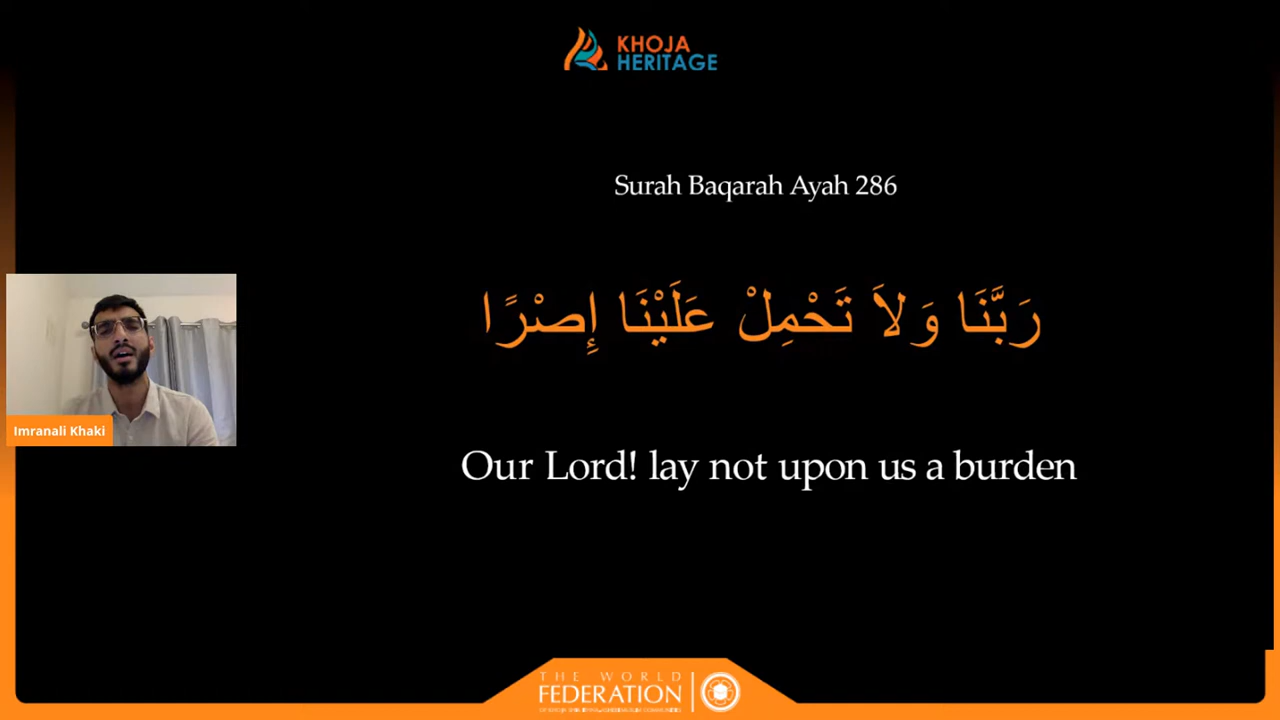 KHOJA
HERITAGE
Surah Baqarah Ayah 286
رَبَّنَا وَلاَ تَحْمِلْ عَلَيْنَا إِصْرًا
Imranali Khaki
Our Lord! lay not upon us a burden
THE WORLD
FEDERATION